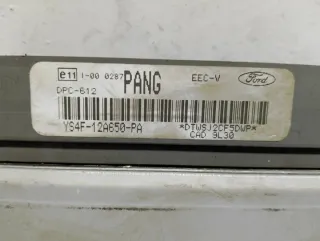 e11 1-00 0287 PANG EEC-V Ford
DPC-612
YS4F-12A650-PA *DTWSJ2CF5DWP*
CAD 9L30